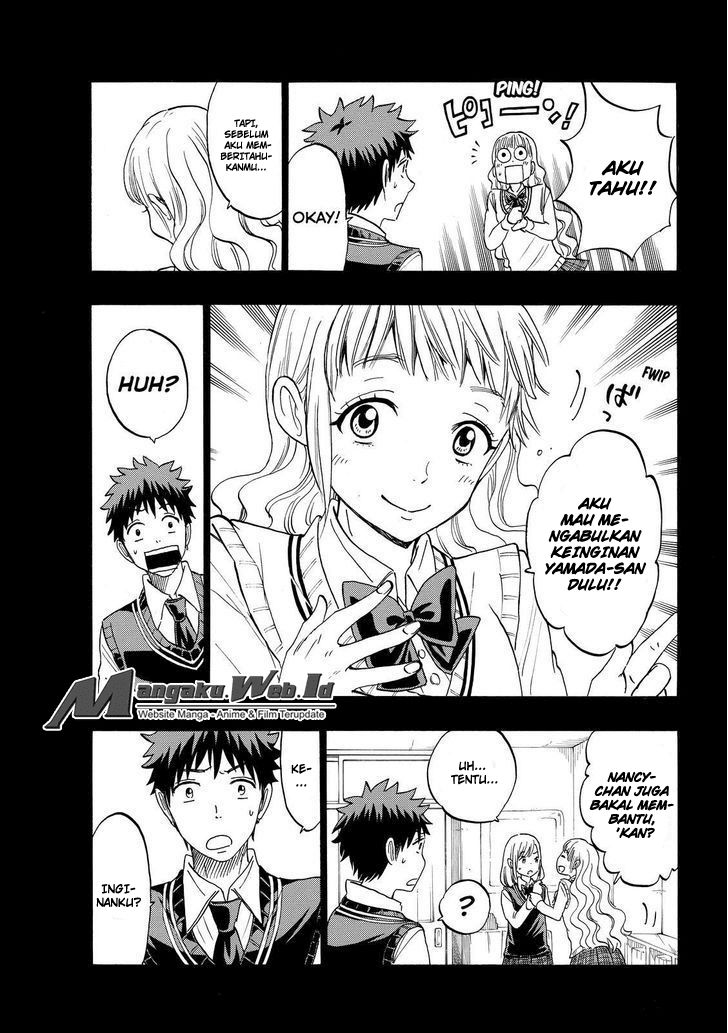 PING!
ピコーン!
AKU
TAHU!!
OKAY!
TAPI,
SEBELUM
AKU MEM-
BERITAHU-
KANMU...
FWIP
ばっ
AKU
MAU ME-
NGABULKAN
KEINGINAN
YAMADA-SAN
DULU!!
HUH?
Mangaku.Web.Id
Website Manga - Anime & Film Terupdate
NANCY-
CHAN JUGA
BAKAL MEM-
BANTU,
'KAN?
UH...
TENTU...
?
KE-
...
INGI-
NANKU?